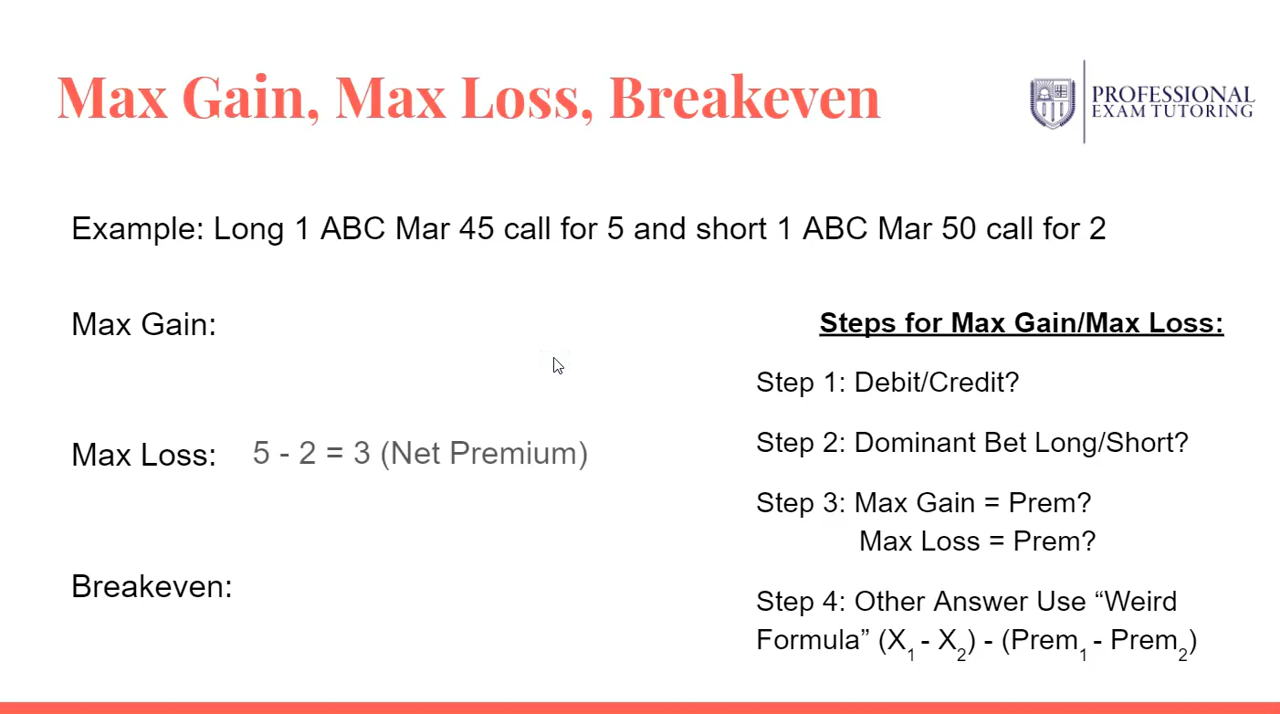 Max Gain, Max Loss, Breakeven
PROFESSIONAL
EXAM TUTORING
Example: Long 1 ABC Mar 45 call for 5 and short 1 ABC Mar 50 call for 2
Max Gain:
Max Loss: 5 - 2 = 3 (Net Premium)
Breakeven:
Steps for Max Gain/Max Loss:
Step 1: Debit/Credit?
Step 2: Dominant Bet Long/Short?
Step 3: Max Gain = Prem?
Max Loss = Prem?
Step 4: Other Answer Use “Weird
Formula” (X₁ - X₂) - (Prem₁ - Prem₂)